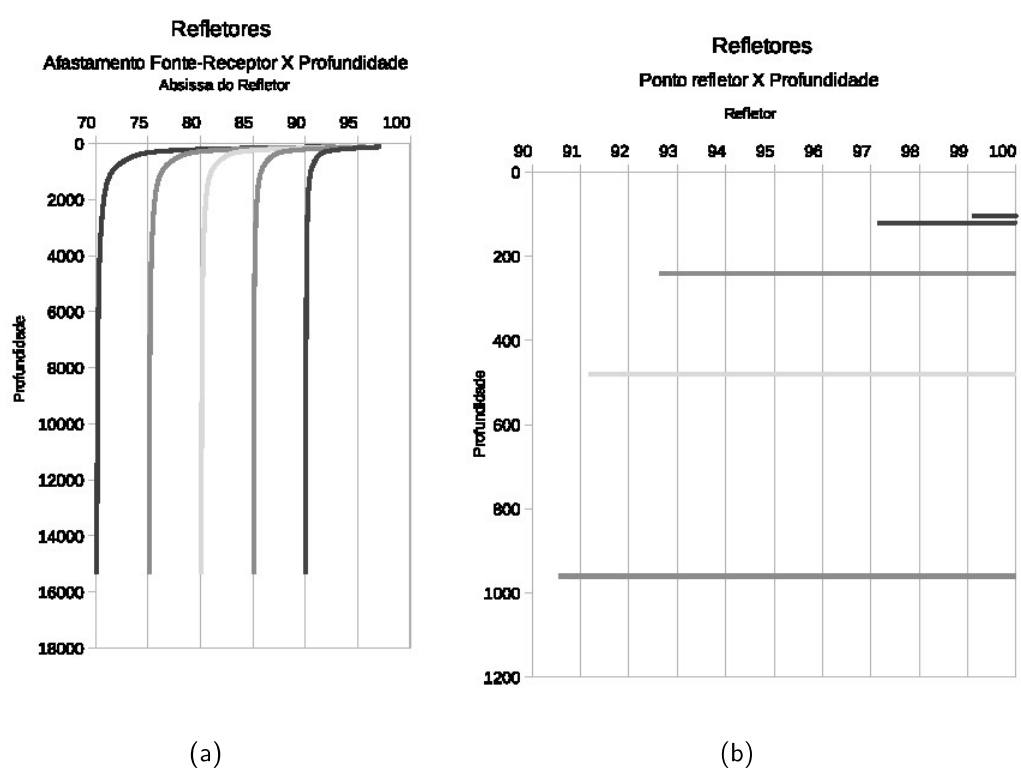 Refletores
Afastamento Fonte-Receptor X Profundidade
Absissa do Refletor
70 75 80 85 90 95 100
0
2000
4000
6000
8000
10000
12000
14000
16000
18000
Profundidade
(a)
Refletores
Ponto refletor X Profundidade
Refletor
90 91 92 93 94 95 96 97 98 99 100
0
200
400
600
800
1000
1200
Profundidade
(b)